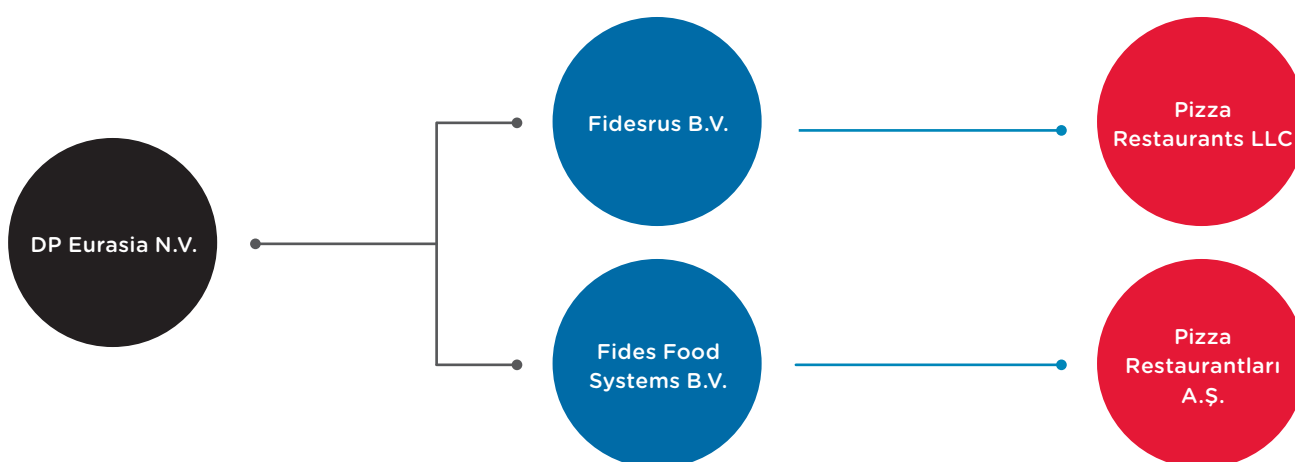 DP Eurasia N.V.
Fidesrus B.V.
Pizza
Restaurants LLC
Fides Food
Systems B.V.
Pizza
Restaurantları
A.Ş.